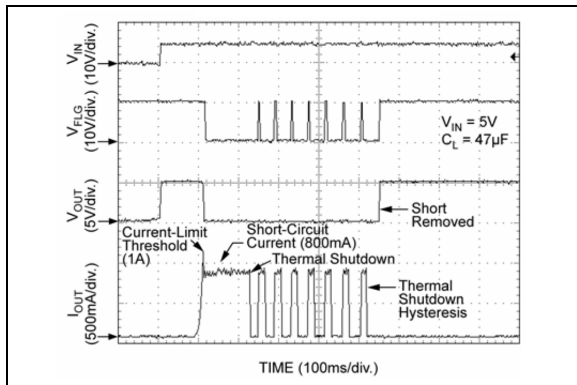 V_IN
(10V/div.)
V_FLG
(10V/div.)
V_IN = 5V
C_L = 47µF
V_OUT
(5V/div.)
Short
Removed
Current-Limit
Threshold
(1A)
Short-Circuit
Current (800mA)
Thermal Shutdown
I_OUT
(500mA/div.)
Thermal
Shutdown
Hysteresis
TIME (100ms/div.)